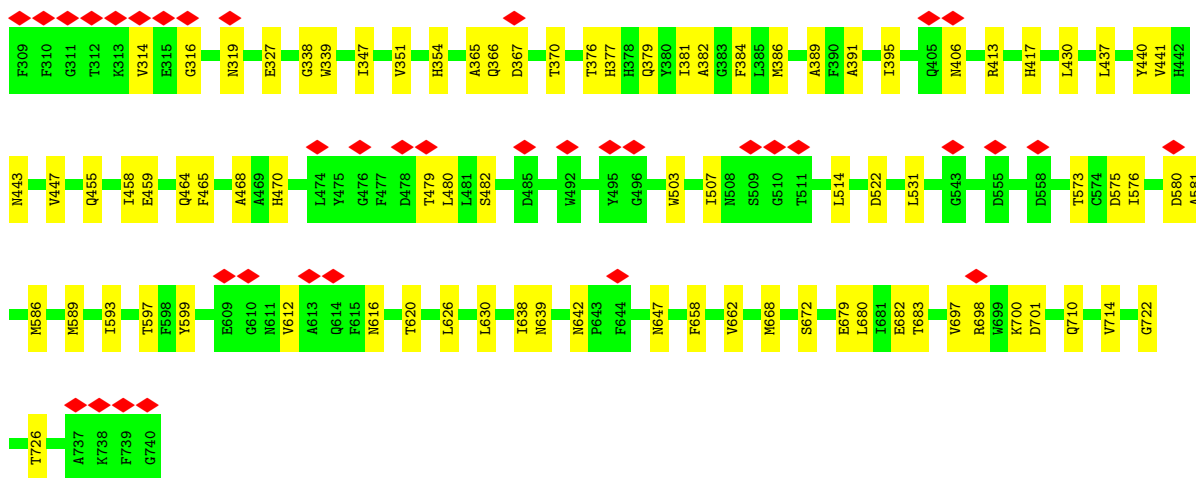 F309 F310 G311 T312 K313 V314 E315 G316 N319 E327 G338 W339 I347 V351 H354 A365 Q366 D367 T370 T376 H377 H378 Q379 Y380 I381 A382 G383 F384 L385 M386 A389 F390 A391 I395 Q405 N406 R413 H417 L430 L437 Y440 V441 H442
N443 V447 Q455 I458 E459 Q464 F465 A468 A469 H470 L474 Y475 G476 F477 D478 T479 L480 L481 S482 D485 W492 Y495 G496 W503 I507 N508 S509 G510 T511 L514 D522 L531 G543 D555 D558 T573 C574 D575 I576 D580 A581
M586 M589 I593 T597 F598 Y599 E609 G610 N611 V612 A613 Q614 F615 N616 T620 L626 L630 I638 N639 N642 P643 F644 N647 F658 V662 M668 S672 E679 L680 I681 E682 T683 V697 R698 W699 K700 D701 Q710 V714 G722
T726 A737 K738 F739 G740